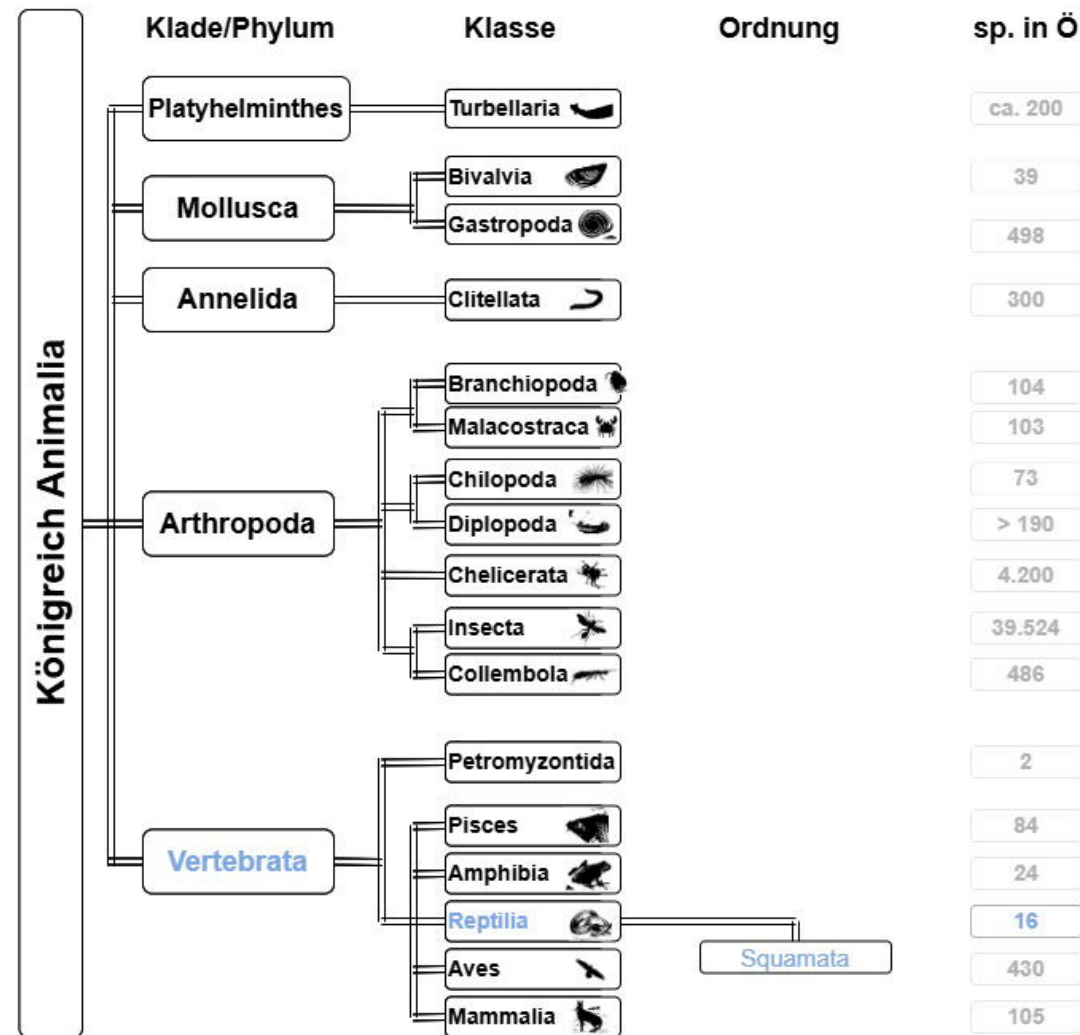 Klade/Phylum Klasse Ordnung sp. in Ö
Königreich Animalia
Platyhelminthes Turbellaria ca. 200
Bivalvia 39
Mollusca
Gastropoda 498
Annelida Clitellata 300
Branchiopoda 104
Malacostraca 103
Chilopoda 73
Arthropoda Diplopoda > 190
Chelicerata 4.200
Insecta 39.524
Collembola 486
Petromyzontida 2
Pisces 84
Vertebrata Amphibia 24
Reptilia 16
Squamata
Aves 430
Mammalia 105